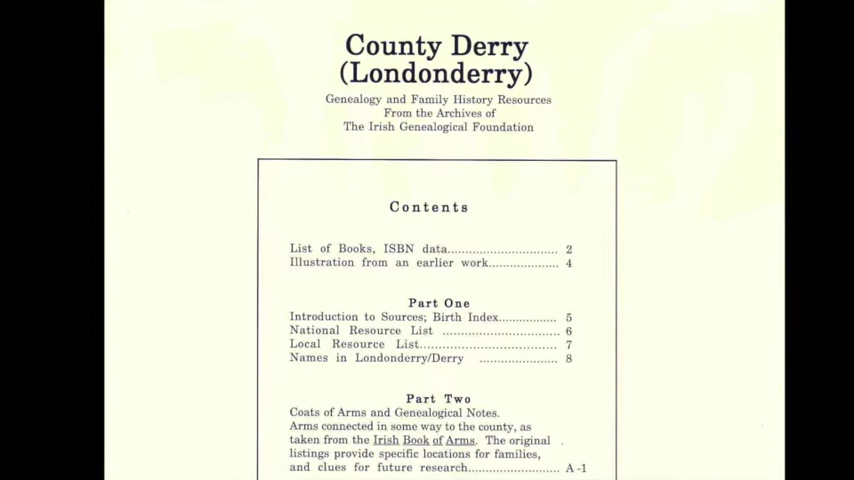 County Derry
(Londonderry)
Genealogy and Family History Resources
From the Archives of
The Irish Genealogical Foundation
Contents
List of Books, ISBN data............................... 2
Illustration from an earlier work.................... 4
Part One
Introduction to Sources; Birth Index................ 5
National Resource List ................................ 6
Local Resource List...................................... 7
Names in Londonderry/Derry ...................... 8
Part Two
Coats of Arms and Genealogical Notes.
Arms connected in some way to the county, as
taken from the Irish Book of Arms. The original
listings provide specific locations for families,
and clues for future research......................... A-1